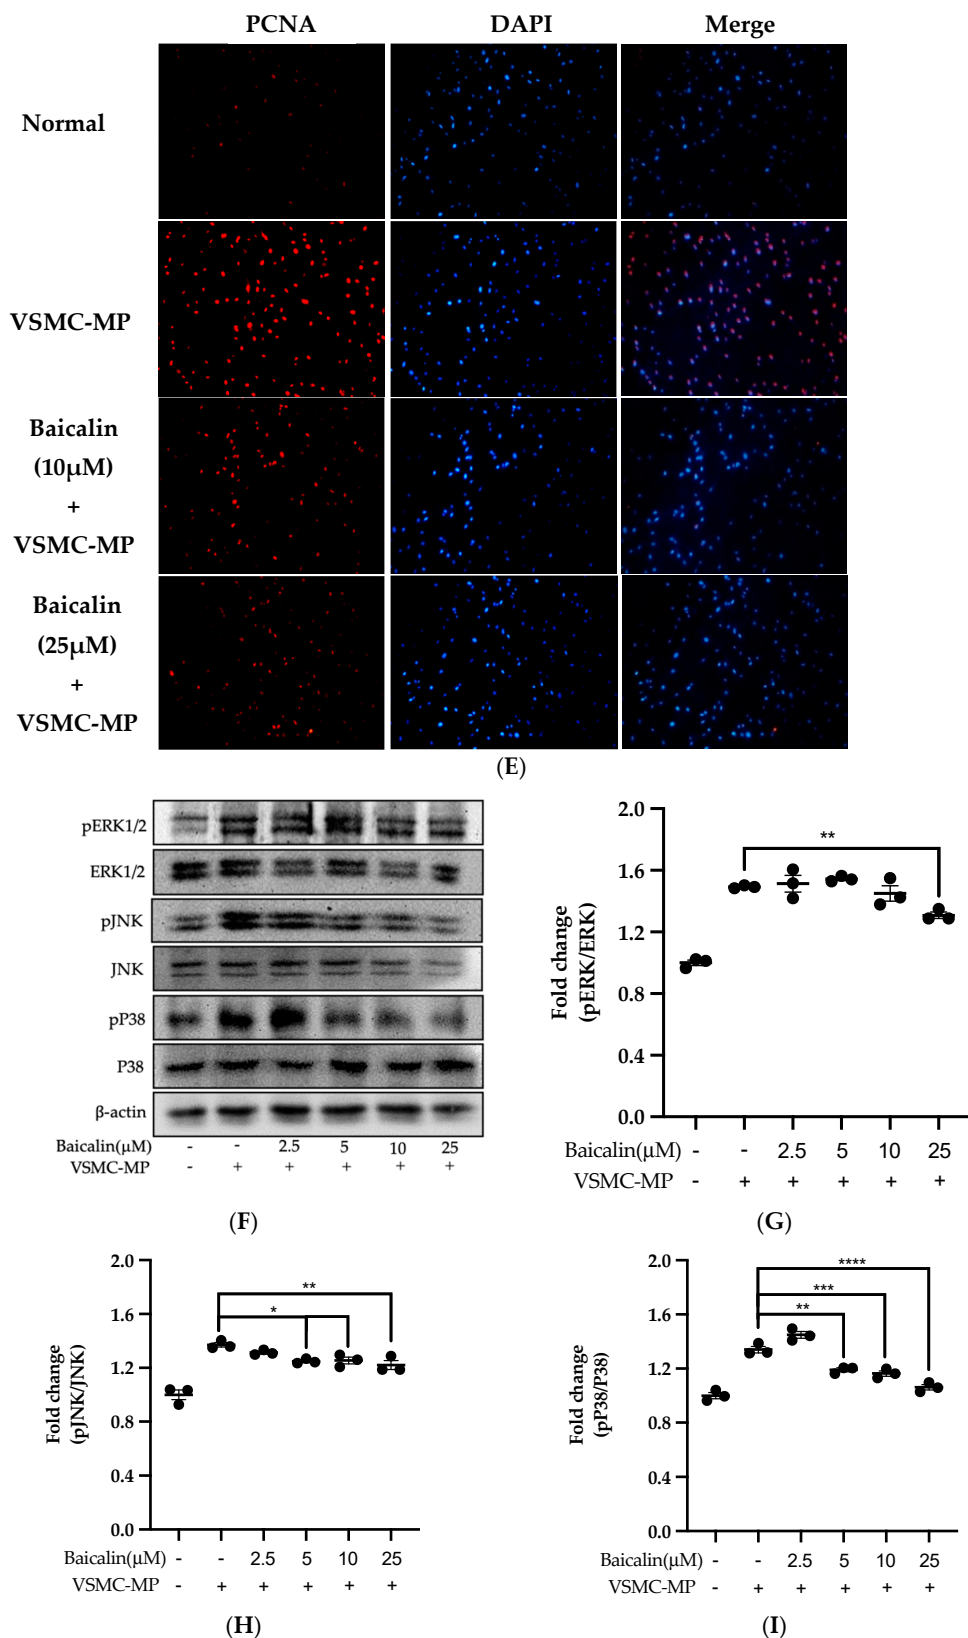 PCNA DAPI Merge
Normal
VSMC-MP
Baicalin
(10μM)
+
VSMC-MP
Baicalin
(25μM)
+
VSMC-MP
(E)
pERK1/2
ERK1/2
pJNK
JNK
pP38
P38
β-actin
Baicalin(μM) - - 2.5 5 10 25
VSMC-MP - + + + + +
(F)
Fold change
(pERK/ERK)
2.0
1.6
1.2
0.8
0.4
0.0
**
Baicalin(μM) - - 2.5 5 10 25
VSMC-MP - + + + + +
(G)
Fold change
(pJNK/JNK)
2.0
1.6
1.2
0.8
0.4
0.0
**
*
Baicalin(μM) - - 2.5 5 10 25
VSMC-MP - + + + + +
(H)
Fold change
(pP38/P38)
2.0
1.6
1.2
0.8
0.4
0.0
****
***
**
Baicalin(μM) - - 2.5 5 10 25
VSMC-MP - + + + + +
(I)